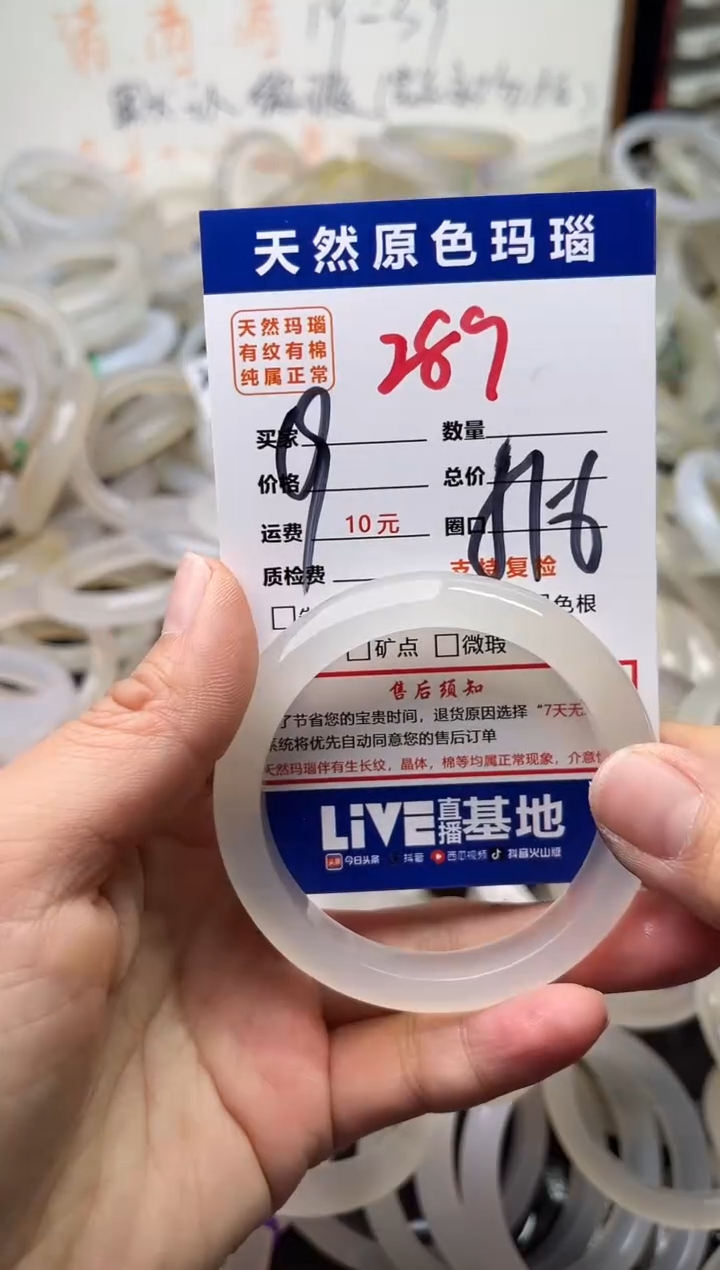 19-59
天然原色玛瑙
天然玛瑙
有纹有棉
纯属正常
289
买家 数量
9
价格 总价
运费 10元 圈口
质检费 支持复检
色根
矿点 微瑕
售后须知
了节省您的宝贵时间，退货原因选择“7天无
系统将优先自动同意您的售后订单
天然玛瑙伴有生长纹，晶体，棉等均属正常现象，介意
LiVE直播基地
头条 今日头条 抖音 西瓜视频 抖音火山版